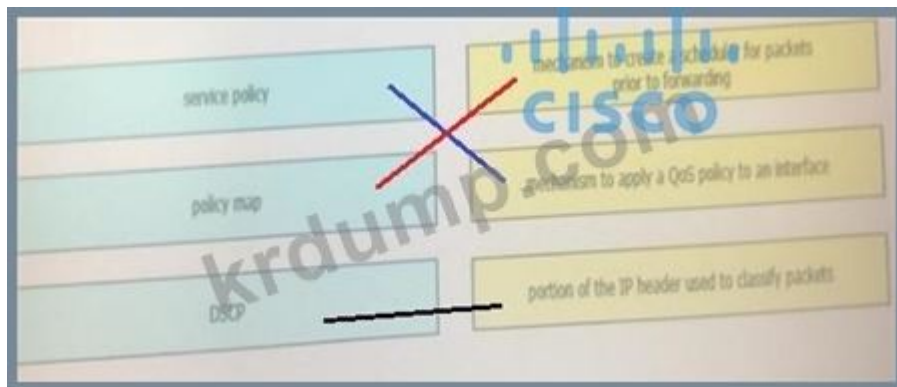 service policy
mechanism to create a scheduler for packets
prior to forwarding
CISCO
policy map
mechanism to apply a QoS policy to an interface
krdump.com
DSCP
portion of the IP header used to classify packets